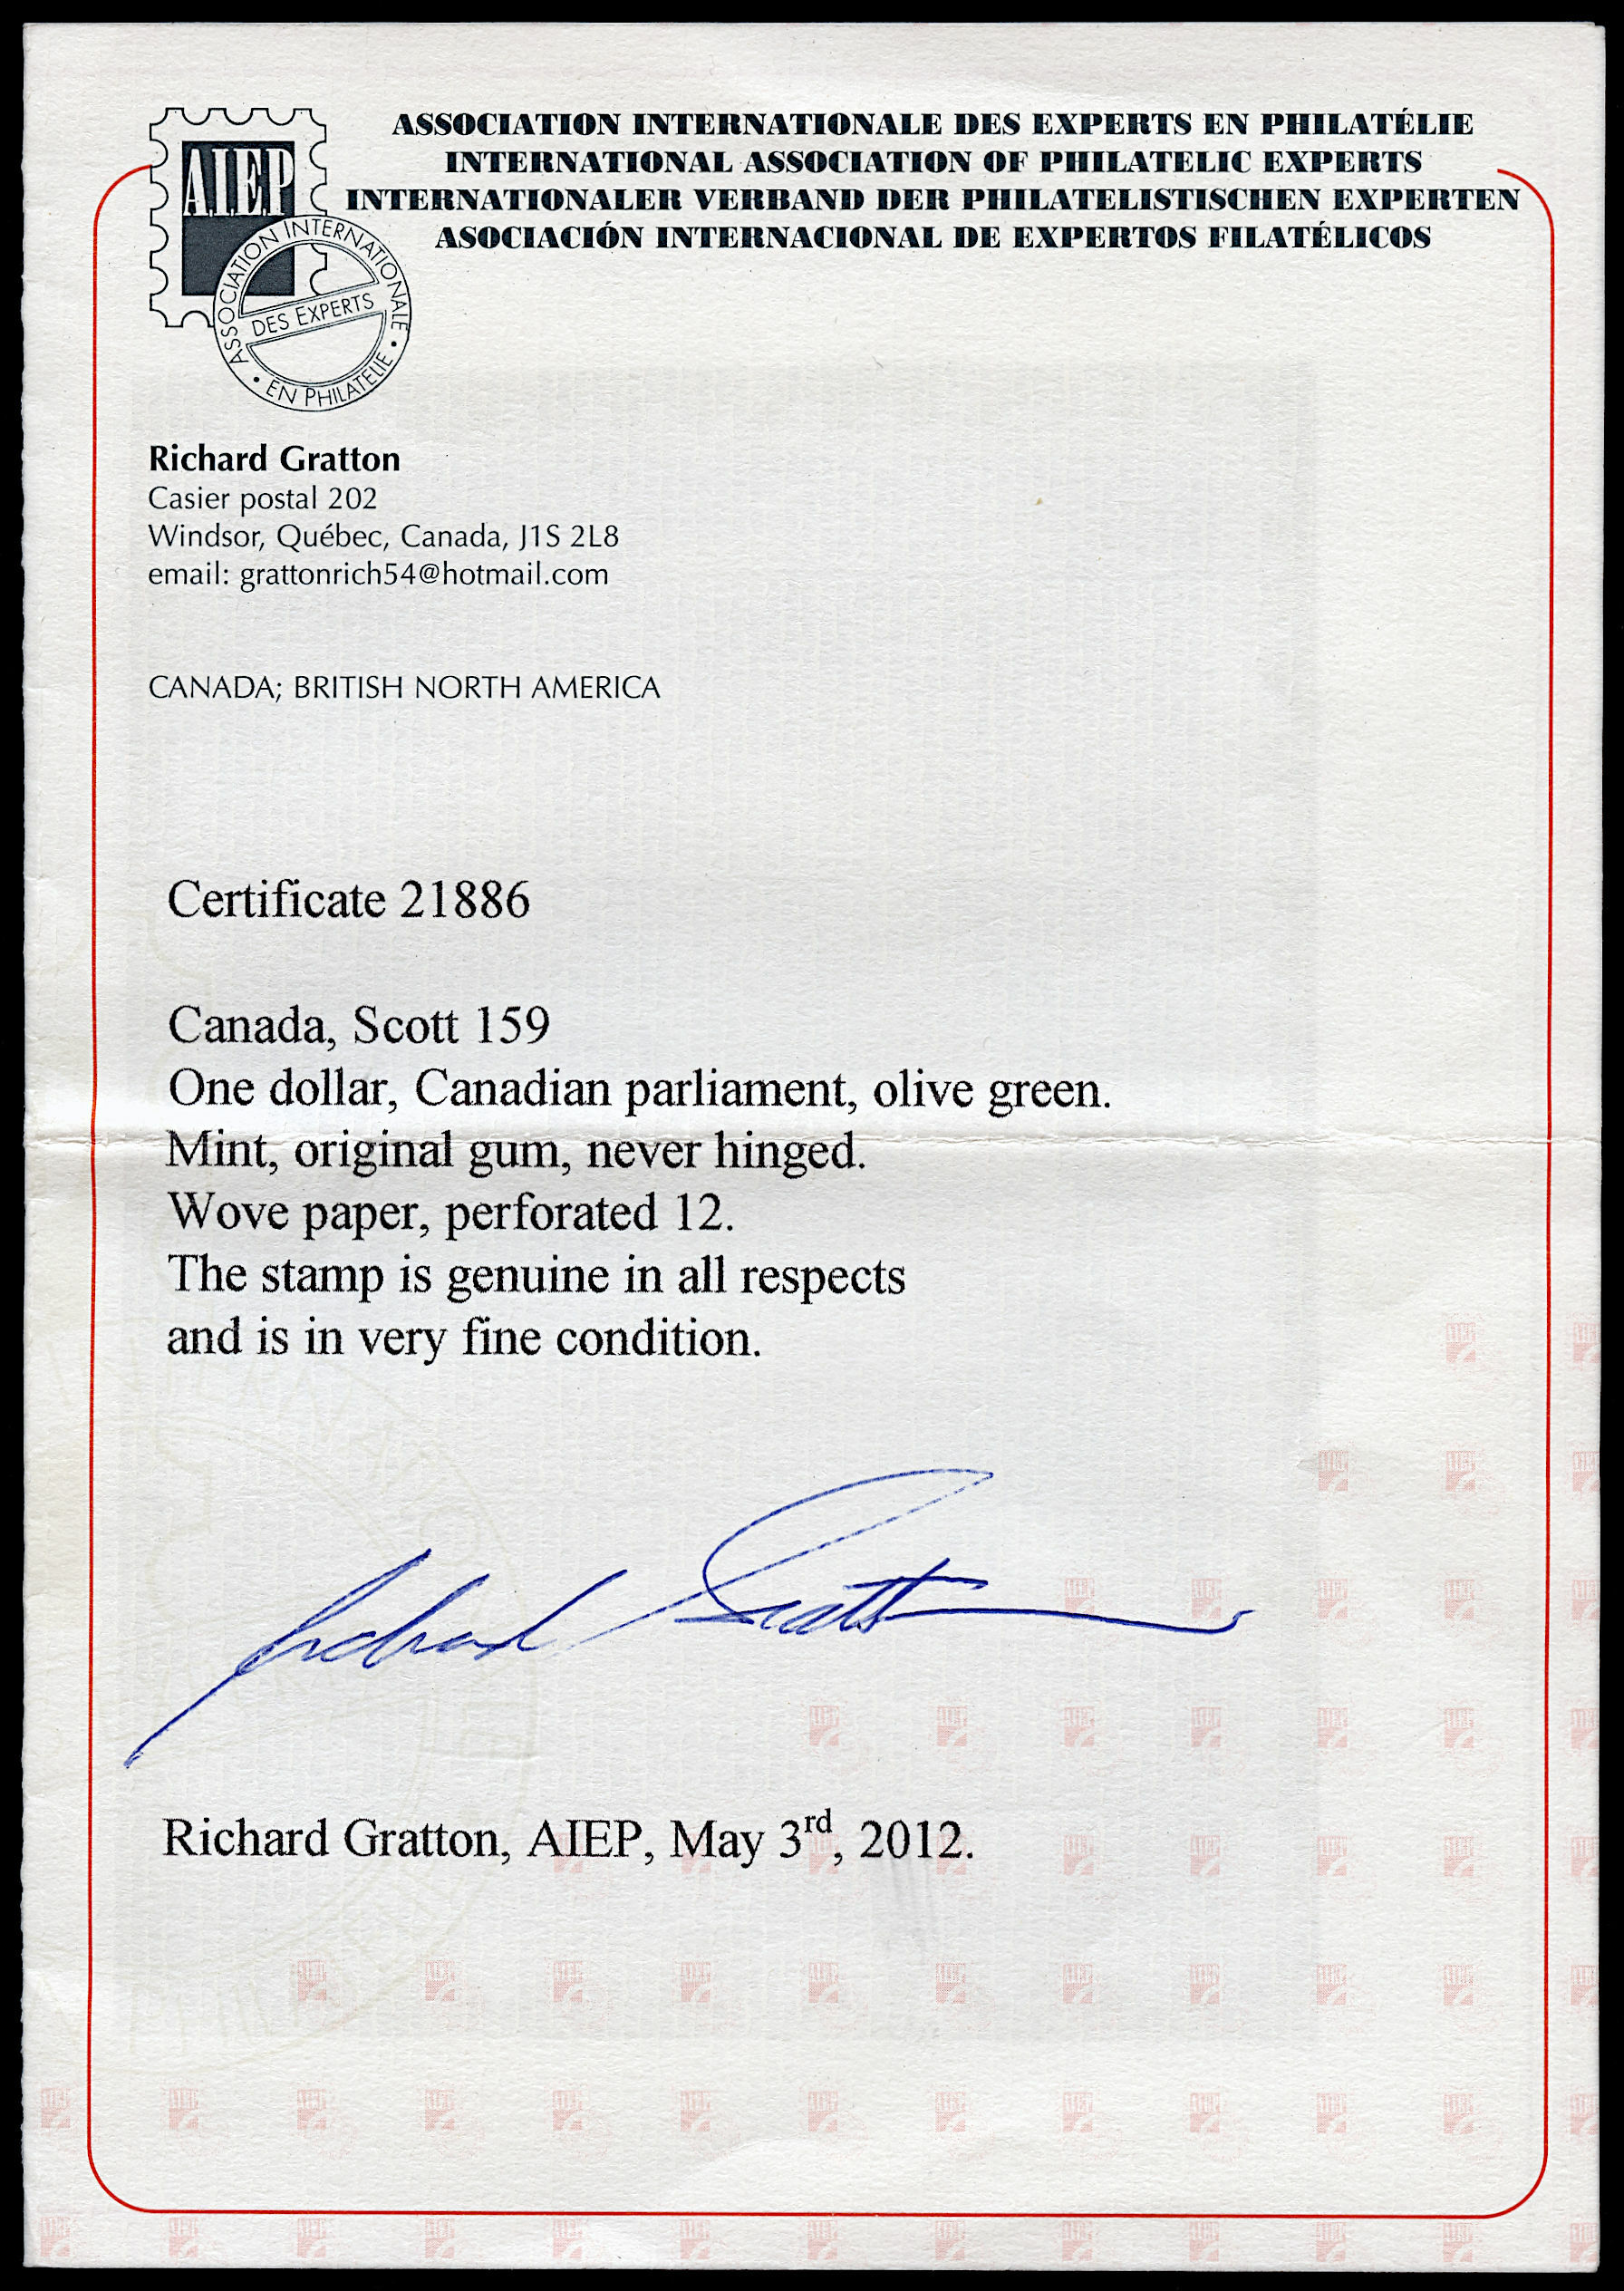 A.I.E.P
ASSOCIATION INTERNATIONALE
DES EXPERTS
• EN PHILATÉLIE •
ASSOCIATION INTERNATIONALE DES EXPERTS EN PHILATÉLIE
INTERNATIONAL ASSOCIATION OF PHILATELIC EXPERTS
INTERNATIONALER VERBAND DER PHILATELISTISCHEN EXPERTEN
ASOCIACIÓN INTERNACIONAL DE EXPERTOS FILATÉLICOS
Richard Gratton
Casier postal 202
Windsor, Québec, Canada, J1S 2L8
email: grattonrich54@hotmail.com
CANADA; BRITISH NORTH AMERICA
Certificate 21886
Canada, Scott 159
One dollar, Canadian parliament, olive green.
Mint, original gum, never hinged.
Wove paper, perforated 12.
The stamp is genuine in all respects
and is in very fine condition.
Richard Gratton
Richard Gratton, AIEP, May 3rd, 2012.